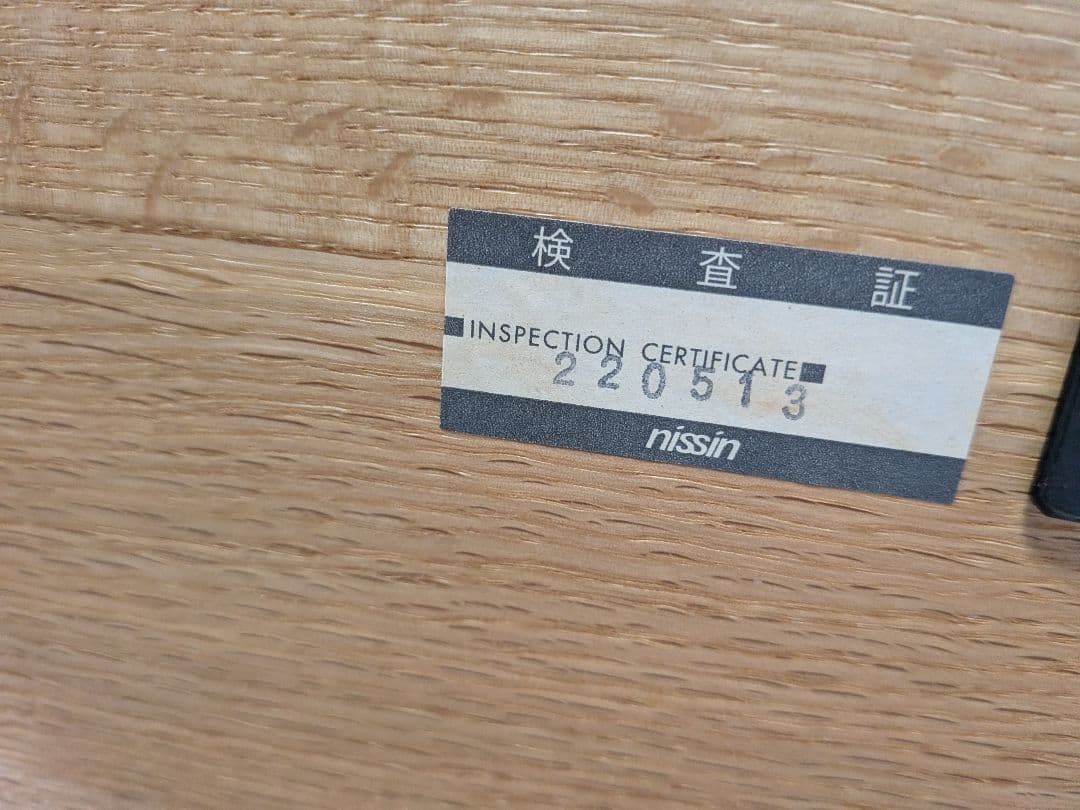 検査証
INSPECTION CERTIFICATE
220513
nissin